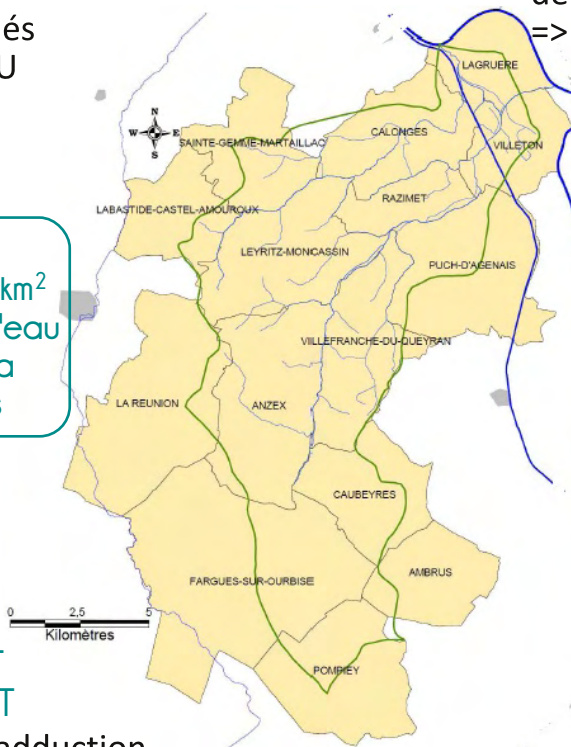 és
U
de
=>
LAGRUERE
N
W E
S
SAINTE-GEMME-MARTAILLAC
CALONGES
VILLETON
RAZIMET
LABASTIDE-CASTEL-AMOUROUX
LEYRITZ-MONCASSIN
PUCH-D'AGENAIS
km²
'eau
a
s
VILLEFRANCHE-DU-QUEYRAN
LA REUNION
ANZEX
CAUBEYRES
AMBRUS
FARGUES-SUR-OURBISE
0 2,5 5
Kilomètres
POMPIEY
T
adduction